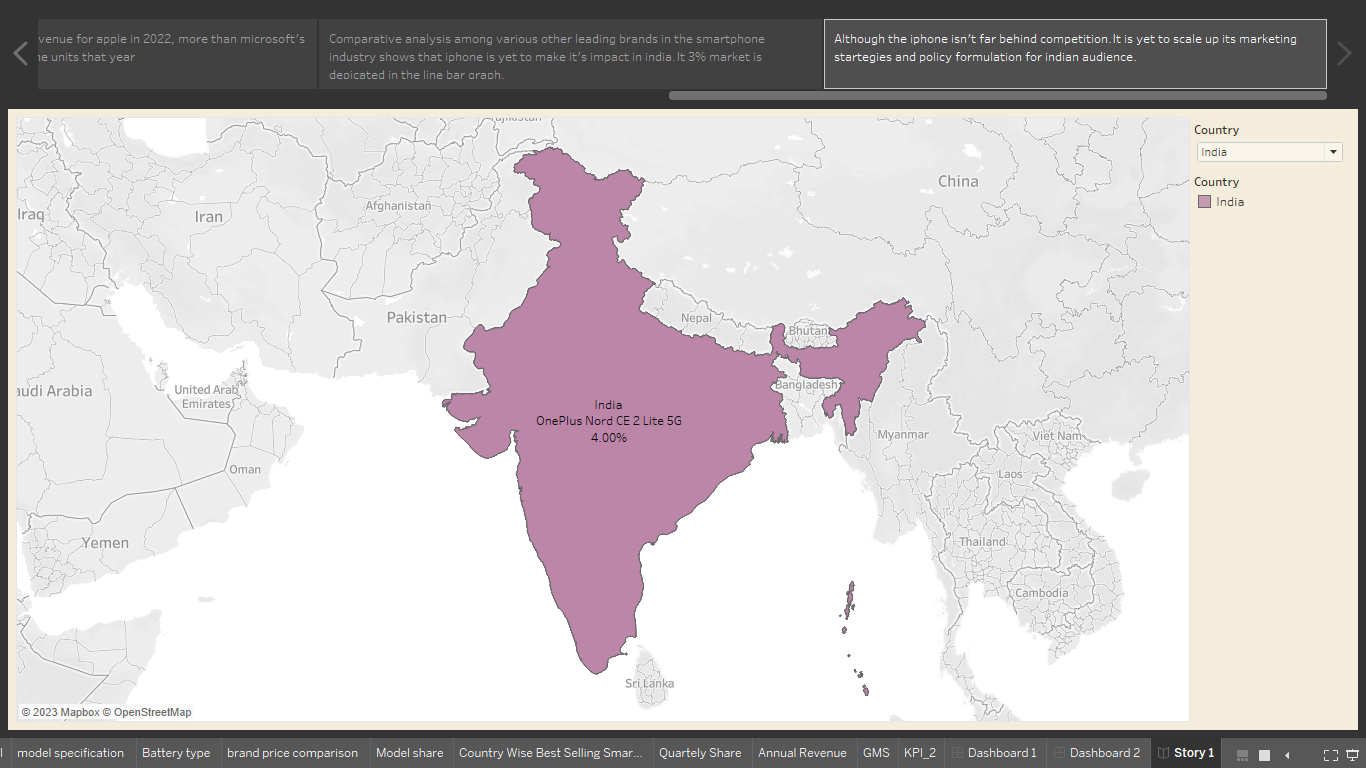 venue for apple in 2022, more than microsoft's
e units that year
Comparative analysis among various other leading brands in the smartphone
industry shows that iphone is yet to make it's impact in india.It 3% market is
depicated in the line bar graph.
Although the iphone isn't far behind competition.It is yet to scale up its marketing
startegies and policy formulation for indian audience.
Country
India
Country
India
Tajikistan
China
Iraq
Iran
Afghanistan
Pakistan
Nepal
Bhutan
audi Arabia
United Arab
Emirates
Bangladesh
India
OnePlus Nord CE 2 Lite 5G
4.00%
Myanmar
Viet Nam
Oman
Laos
Yemen
Thailand
Cambodia
Sri Lanka
© 2023 Mapbox © OpenStreetMap
model specification
Battery type
brand price comparison
Model share
Country Wise Best Selling Smar...
Quartely Share
Annual Revenue
GMS
KPI_2
Dashboard 1
Dashboard 2
Story 1